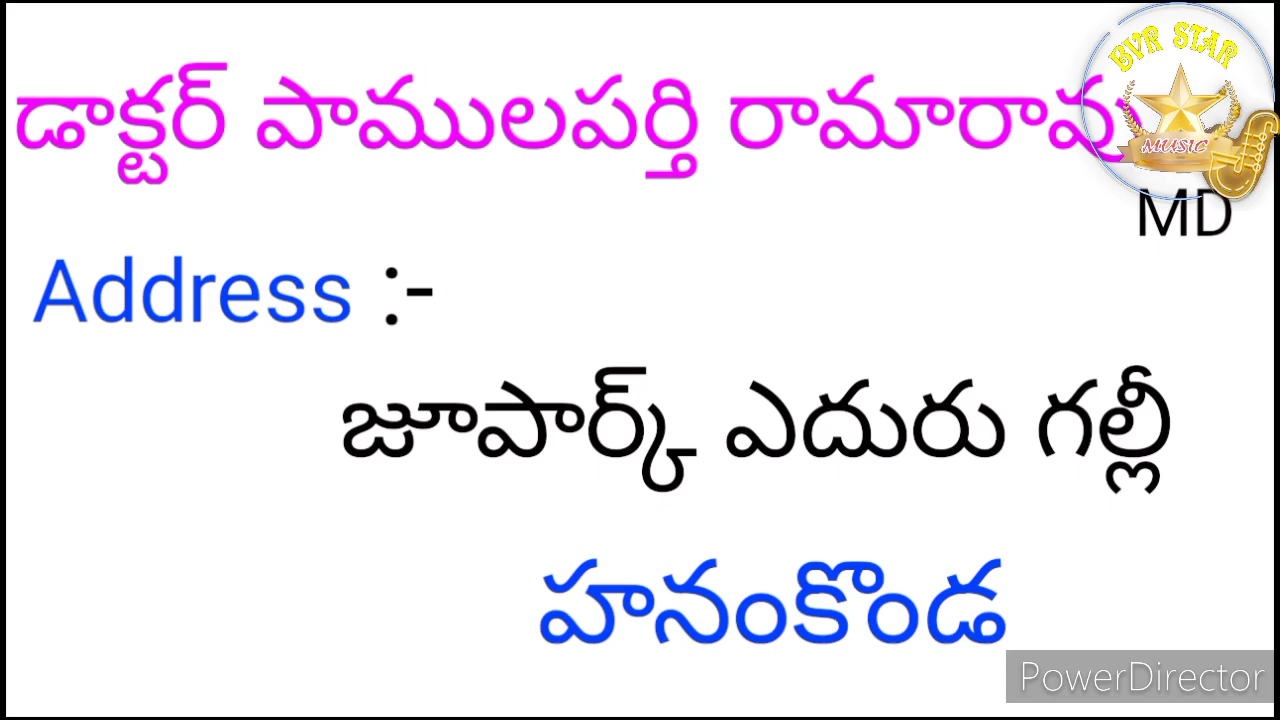 BVR STAR
MUSIC
డాక్టర్ పాములపర్తి రామారావు
MD
Address :-
జూపార్క్ ఎదురు గల్లీ
హనంకొండ
PowerDirector